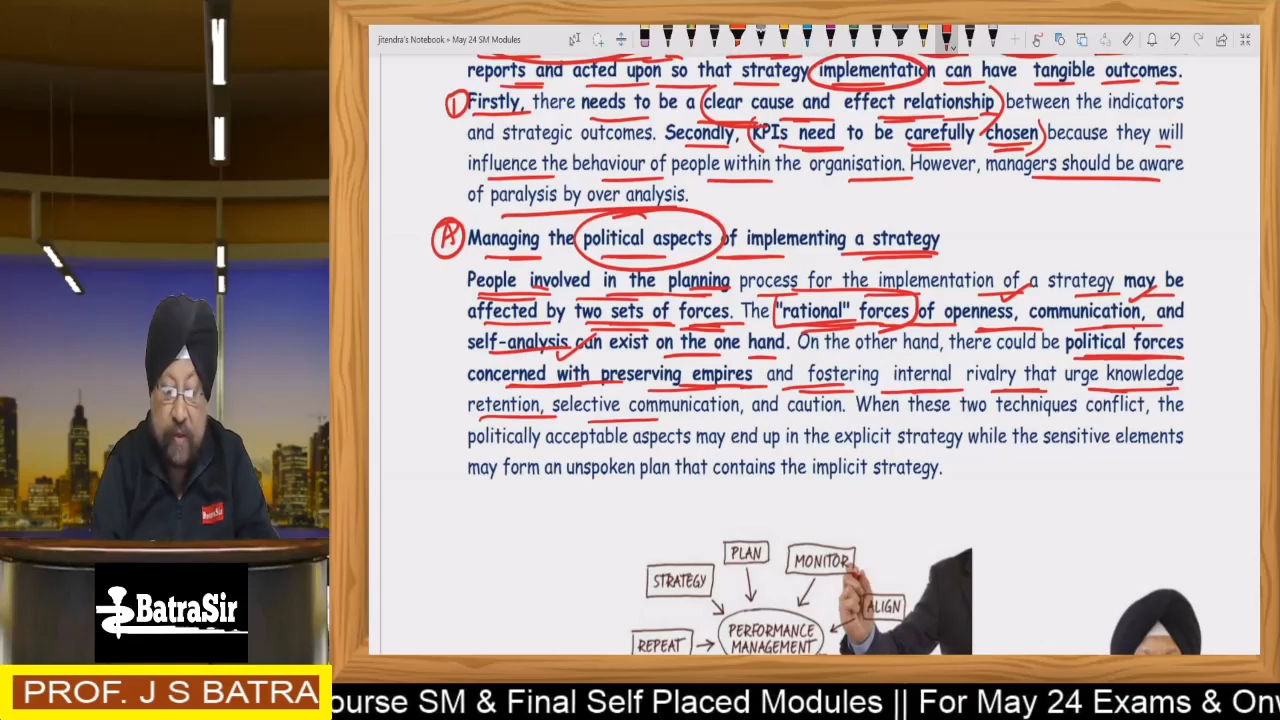 jitendra's Notebook » May 24 SM Modules
reports and acted upon so that strategy implementation can have tangible outcomes.
① Firstly, there needs to be a clear cause and effect relationship between the indicators
and strategic outcomes. Secondly, KPIs need to be carefully chosen because they will
influence the behaviour of people within the organisation. However, managers should be aware
of paralysis by over analysis.
A Managing the political aspects of implementing a strategy
People involved in the planning process for the implementation of a strategy may be
affected by two sets of forces. The "rational" forces of openness, communication, and
self-analysis can exist on the one hand. On the other hand, there could be political forces
concerned with preserving empires and fostering internal rivalry that urge knowledge
retention, selective communication, and caution. When these two techniques conflict, the
politically acceptable aspects may end up in the explicit strategy while the sensitive elements
may form an unspoken plan that contains the implicit strategy.
PLAN
MONITOR
STRATEGY
ALIGN
PERFORMANCE
MANAGEMENT
REPEAT
BatraSir
BatraSir
PROF. J S BATRA
ourse SM & Final Self Placed Modules || For May 24 Exams & On